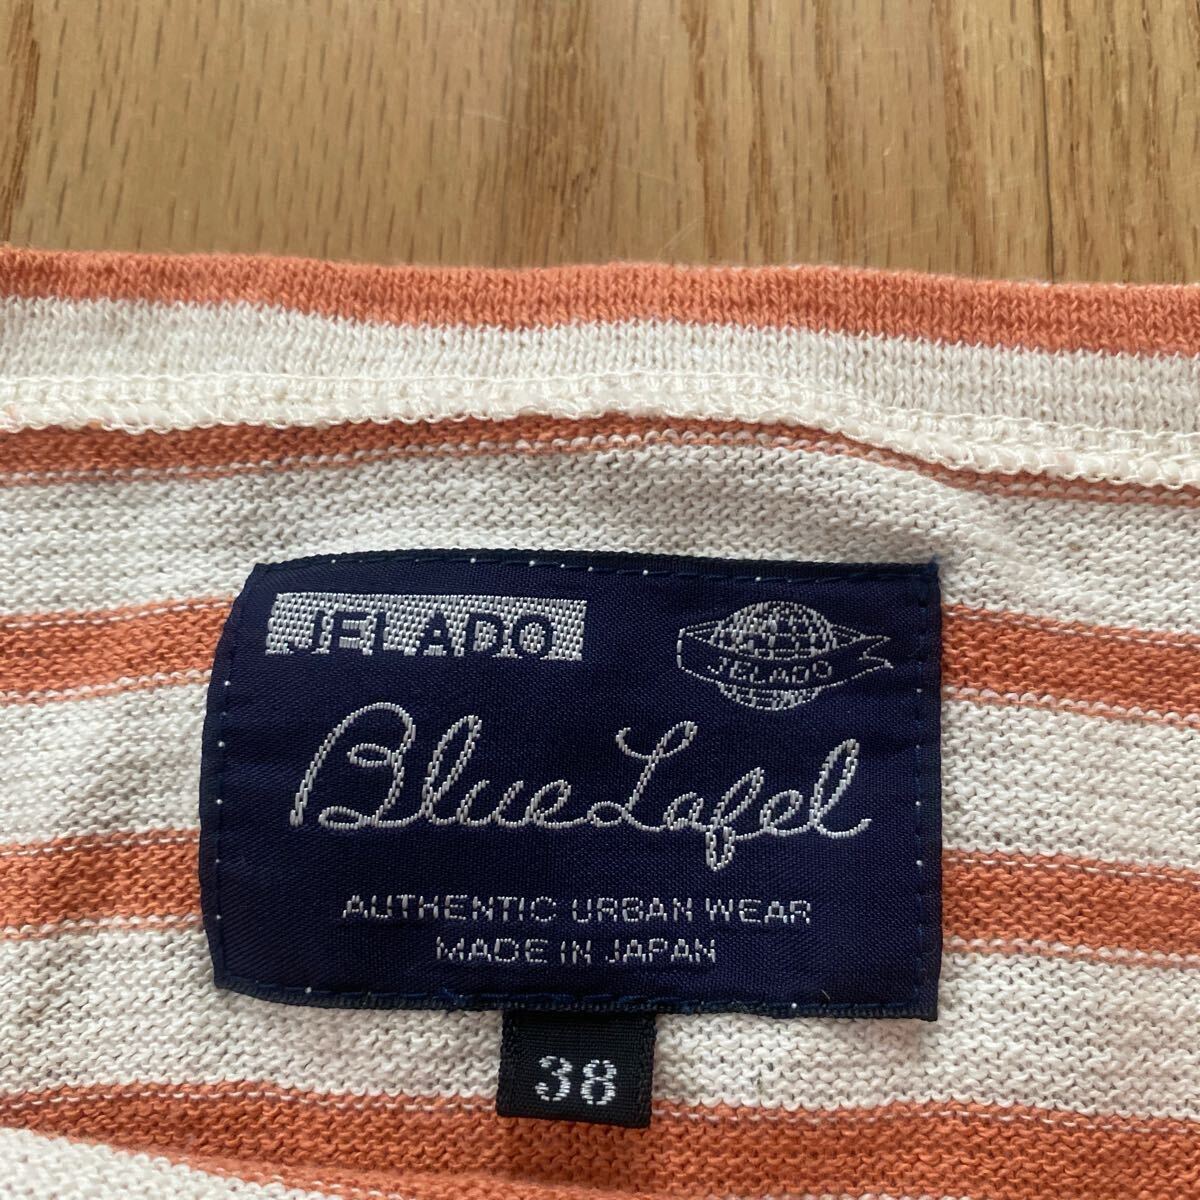 JELADO
JELADO
Blue Lafel
AUTHENTIC URBAN WEAR
MADE IN JAPAN
38